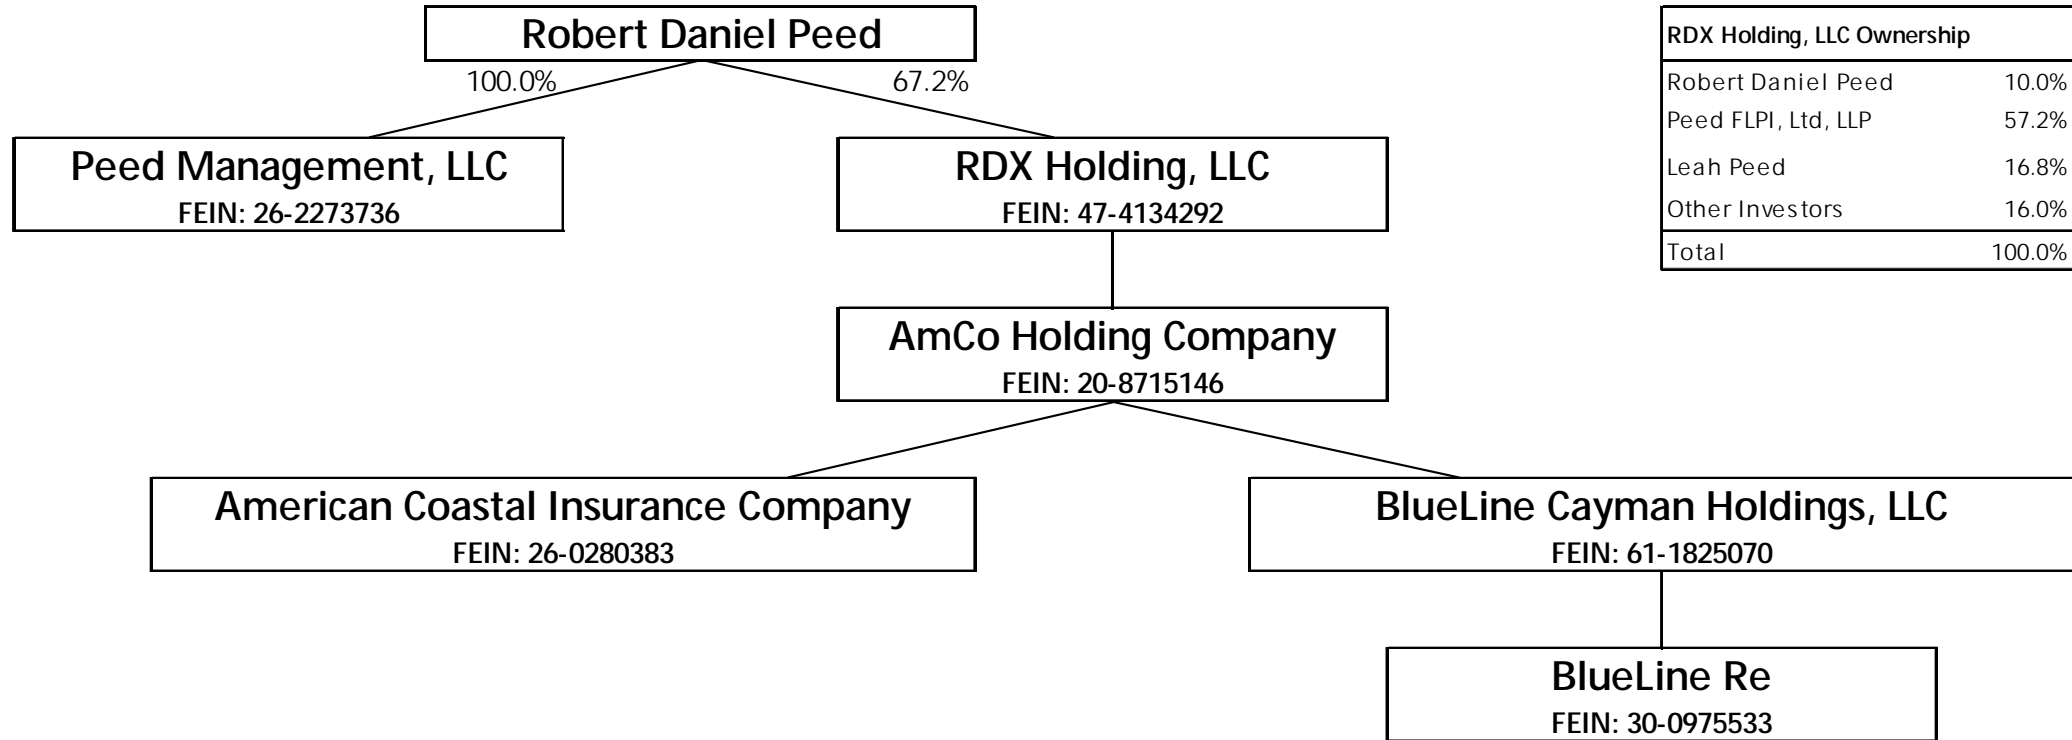 Robert Daniel Peed
100.0%
67.2%
Peed Management, LLC
FEIN: 26-2273736
RDX Holding, LLC
FEIN: 47-4134292
AmCo Holding Company
FEIN: 20-8715146
American Coastal Insurance Company
FEIN: 26-0280383
BlueLine Cayman Holdings, LLC
FEIN: 61-1825070
BlueLine Re
FEIN: 30-0975533
RDX Holding, LLC Ownership
Robert Daniel Peed 10.0%
Peed FLPI, Ltd, LLP 57.2%
Leah Peed 16.8%
Other Investors 16.0%
Total 100.0%